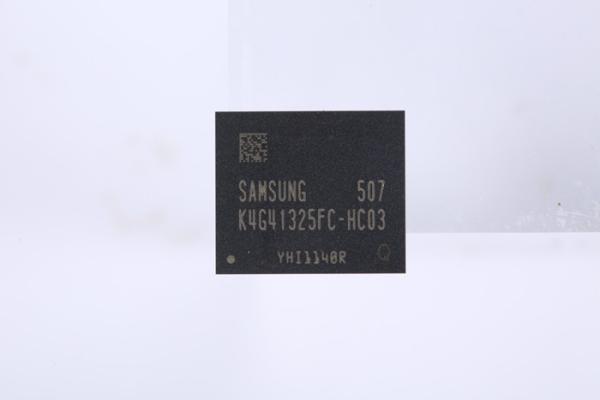 SAMSUNG 507
K4G41325FC-HC03
YHI1140R Q